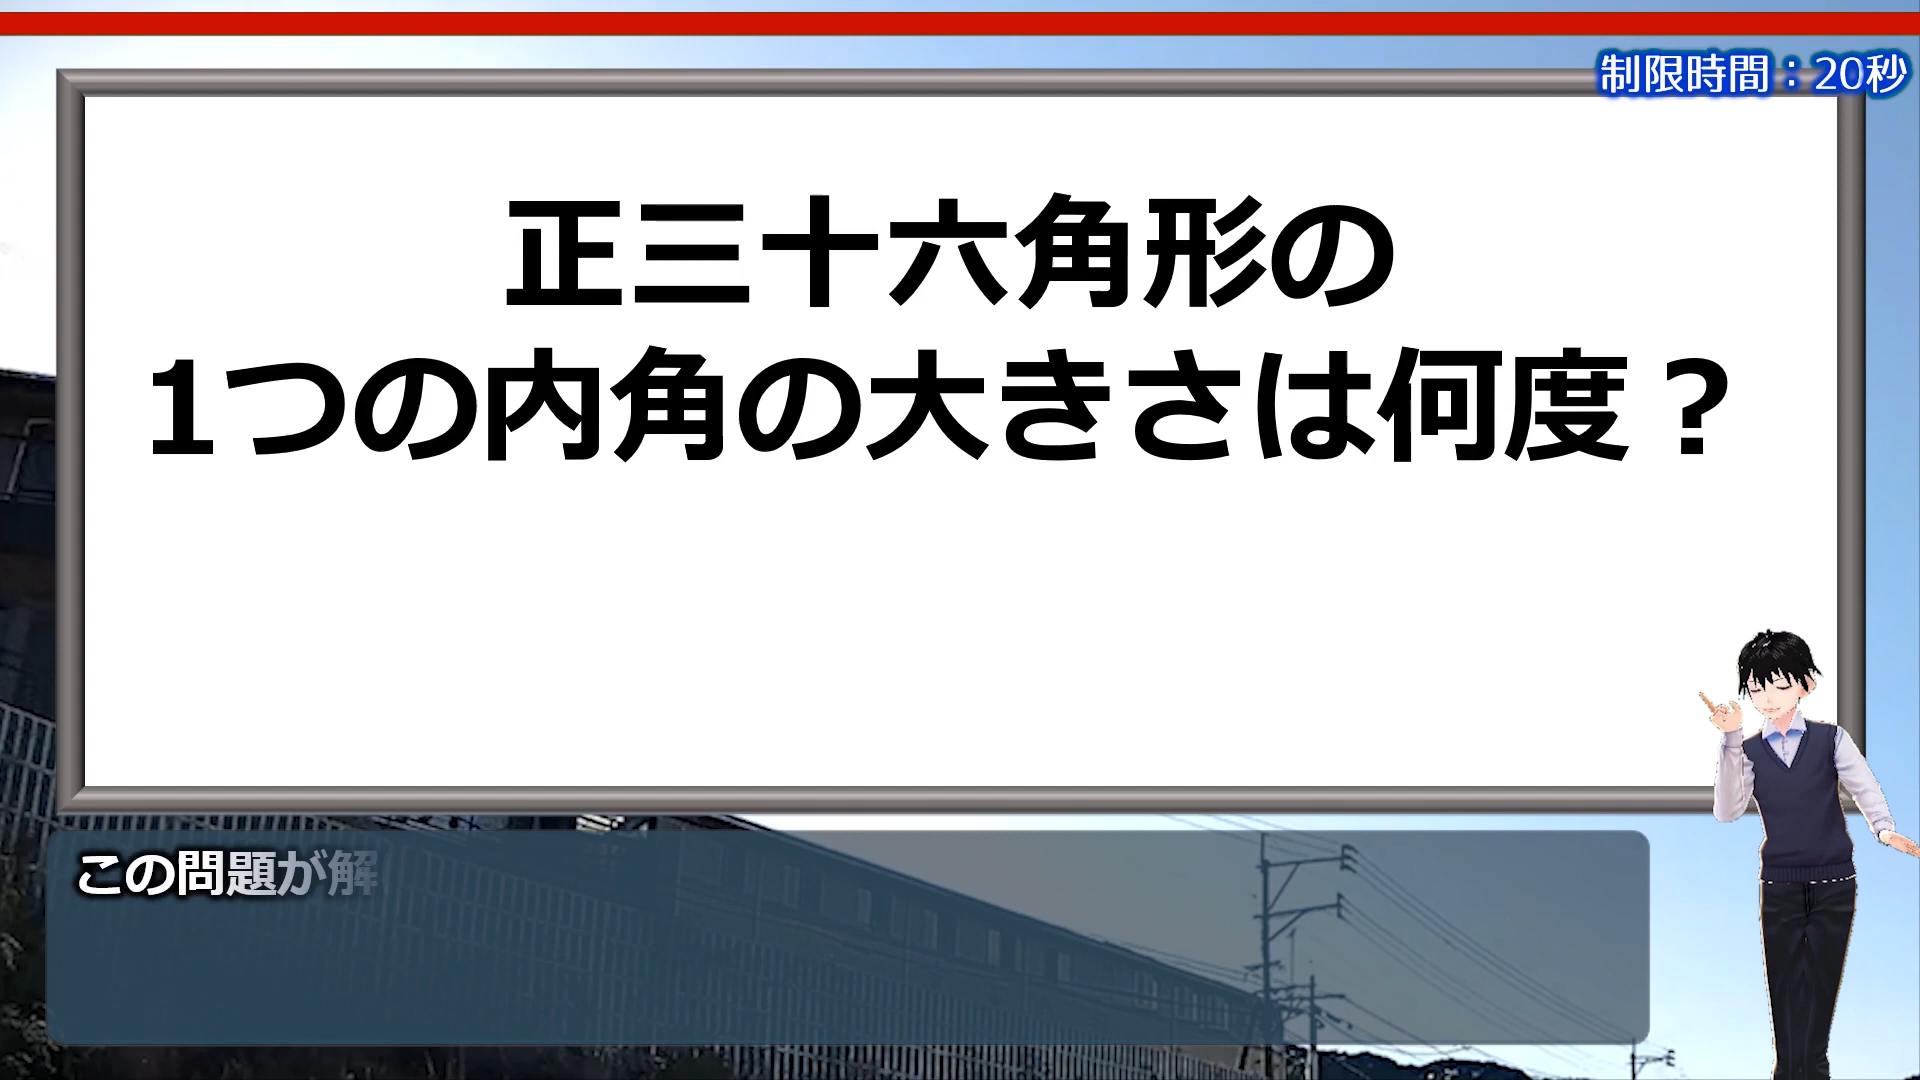 制限時間：20秒
正三十六角形の
1つの内角の大きさは何度？
この問題が解